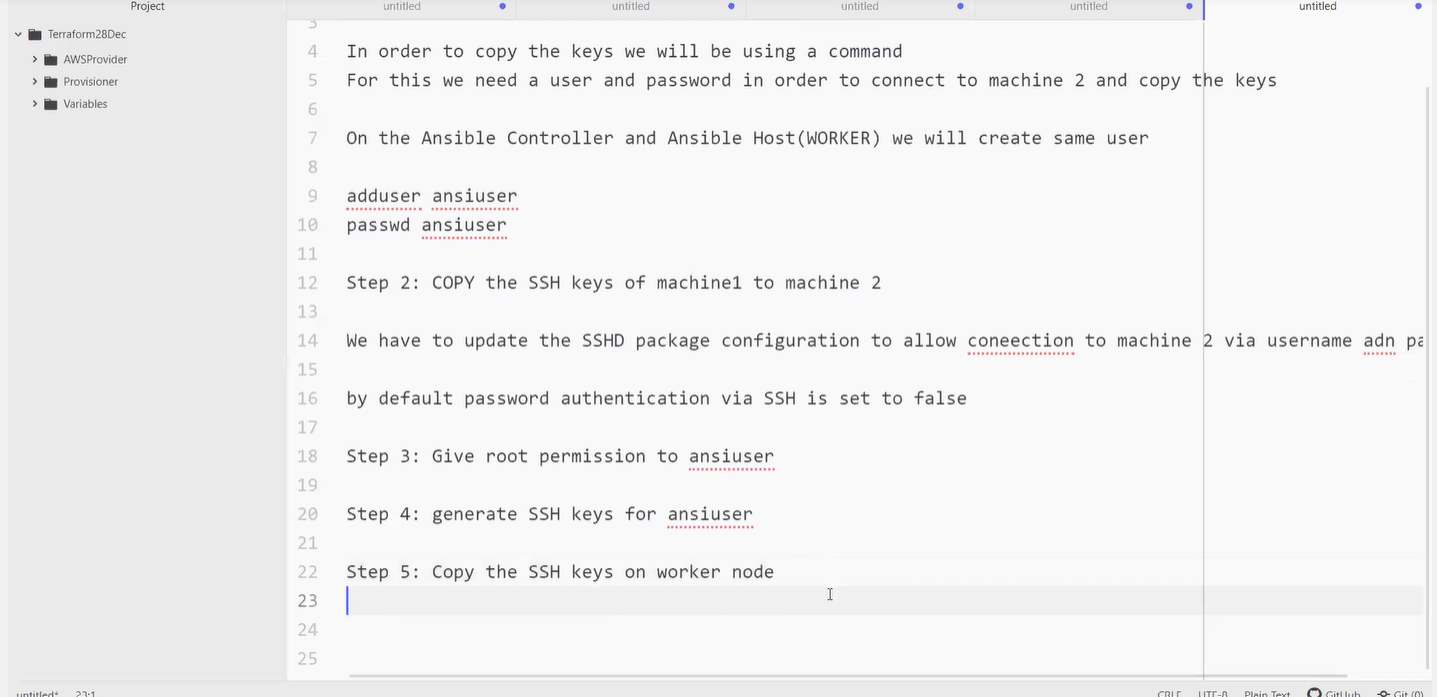 Project
untitled
untitled
untitled
untitled
untitled
Terraform28Dec
AWSProvider
Provisioner
Variables
3
4 In order to copy the keys we will be using a command
5 For this we need a user and password in order to connect to machine 2 and copy the keys
6
7 On the Ansible Controller and Ansible Host(WORKER) we will create same user
8
9 adduser ansiuser
10 passwd ansiuser
11
12 Step 2: COPY the SSH keys of machine1 to machine 2
13
14 We have to update the SSHD package configuration to allow coneection to machine 2 via username adn pa
15
16 by default password authentication via SSH is set to false
17
18 Step 3: Give root permission to ansiuser
19
20 Step 4: generate SSH keys for ansiuser
21
22 Step 5: Copy the SSH keys on worker node
23
24
25
untitled* 23:1 CRLF UTF-8 Plain Text GitHub Git (0)